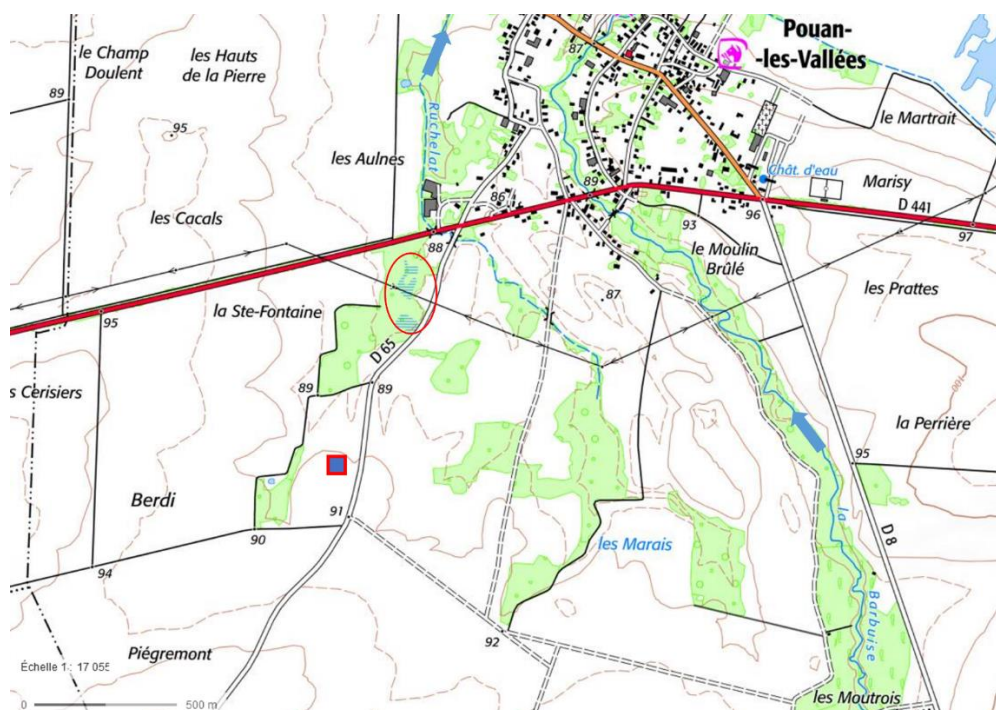 Pouan-
-les-Vallées
87
le Champ
Doulent
les Hauts
de la Pierre
89
95
Ruchelat
le Martrait
les Aulnes
Chât. d'eau
Marisy
86
89
D 441
96
les Cacals
93
97
88
le Moulin
Brûlé
la Ste-Fontaine
87
les Prattes
95
D 65
100
s Cerisiers
89
89
la Perrière
95
Berdi
91
90
les Marais
D 8
94
la
Barbuise
92
Piégremont
Échelle 1 : 17 055
les Moutrois
0
500 m